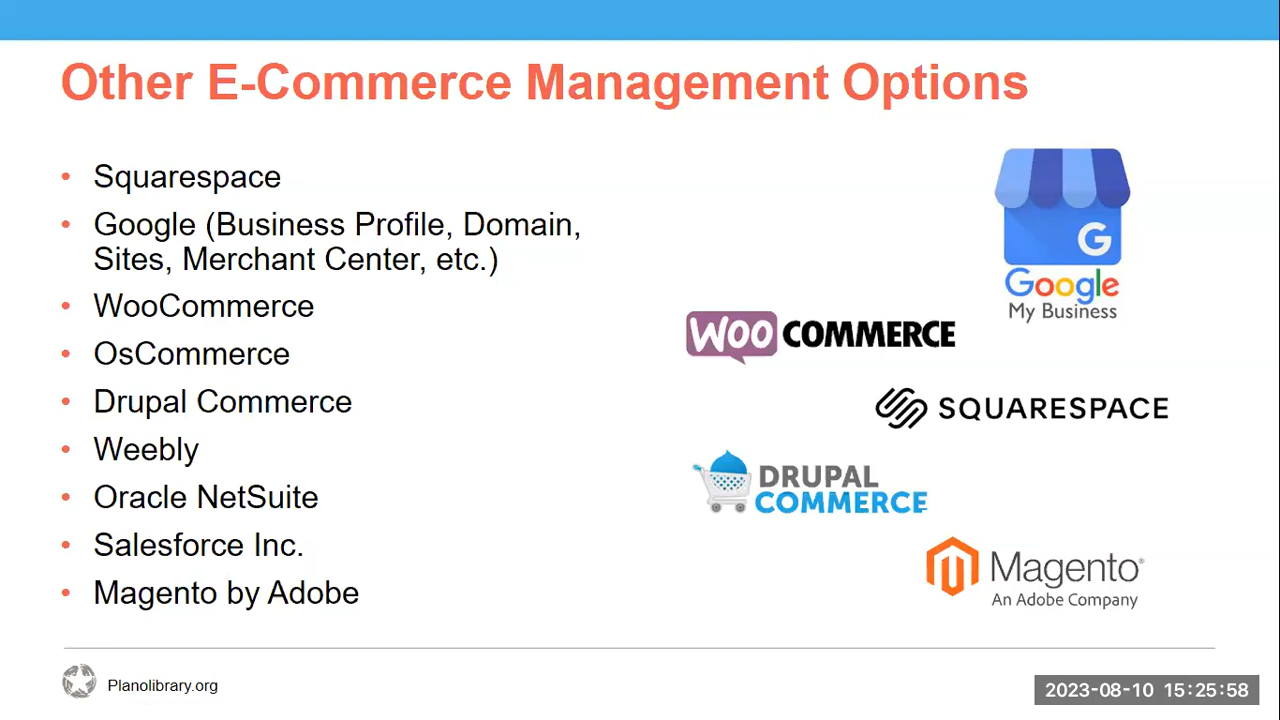 Other E-Commerce Management Options
• Squarespace
• Google (Business Profile, Domain,
Sites, Merchant Center, etc.)
• WooCommerce
• OsCommerce
• Drupal Commerce
• Weebly
• Oracle NetSuite
• Salesforce Inc.
• Magento by Adobe
G
Google
My Business
WOO COMMERCE
SQUARESPACE
DRUPAL
COMMERCE
Magento®
An Adobe Company
Planolibrary.org
2023-08-10 15:25:58